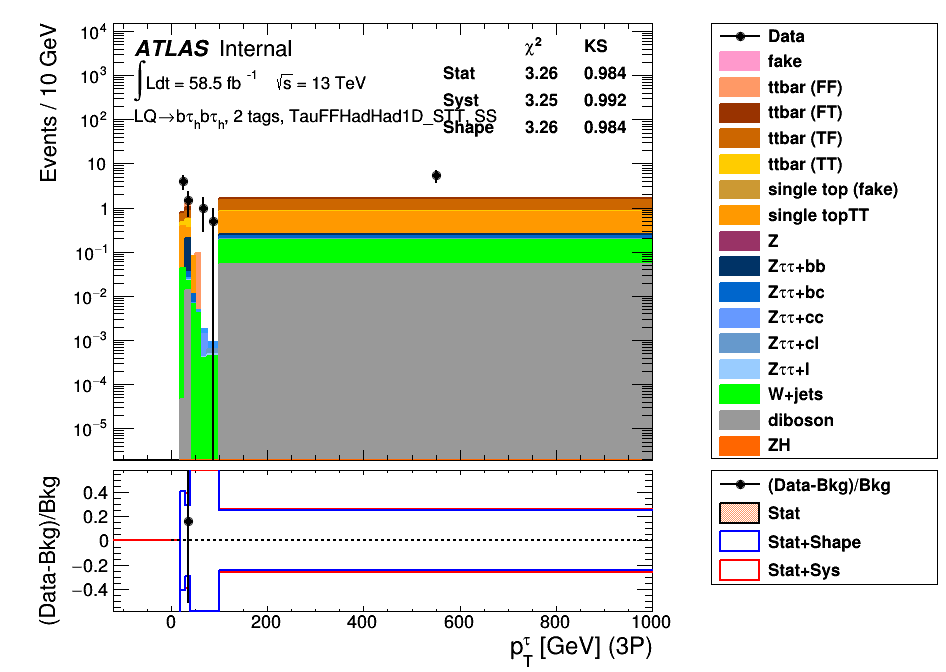 ATLAS Internal
∫Ldt = 58.5 fb⁻¹ √s = 13 TeV
LQ→bτₕbτₕ, 2 tags, TauFFHadHad1D_STT, SS
χ² KS
Stat 3.26 0.984
Syst 3.25 0.992
Shape 3.26 0.984
Events / 10 GeV
10⁴
10³
10²
10
1
10⁻¹
10⁻²
10⁻³
10⁻⁴
10⁻⁵
Data
fake
ttbar (FF)
ttbar (FT)
ttbar (TF)
ttbar (TT)
single top (fake)
single topTT
Z
Zττ+bb
Zττ+bc
Zττ+cc
Zττ+cl
Zττ+l
W+jets
diboson
ZH
(Data-Bkg)/Bkg
0.4
0.2
0
−0.2
−0.4
0 200 400 600 800 1000
p_T^τ [GeV] (3P)
(Data-Bkg)/Bkg
Stat
Stat+Shape
Stat+Sys